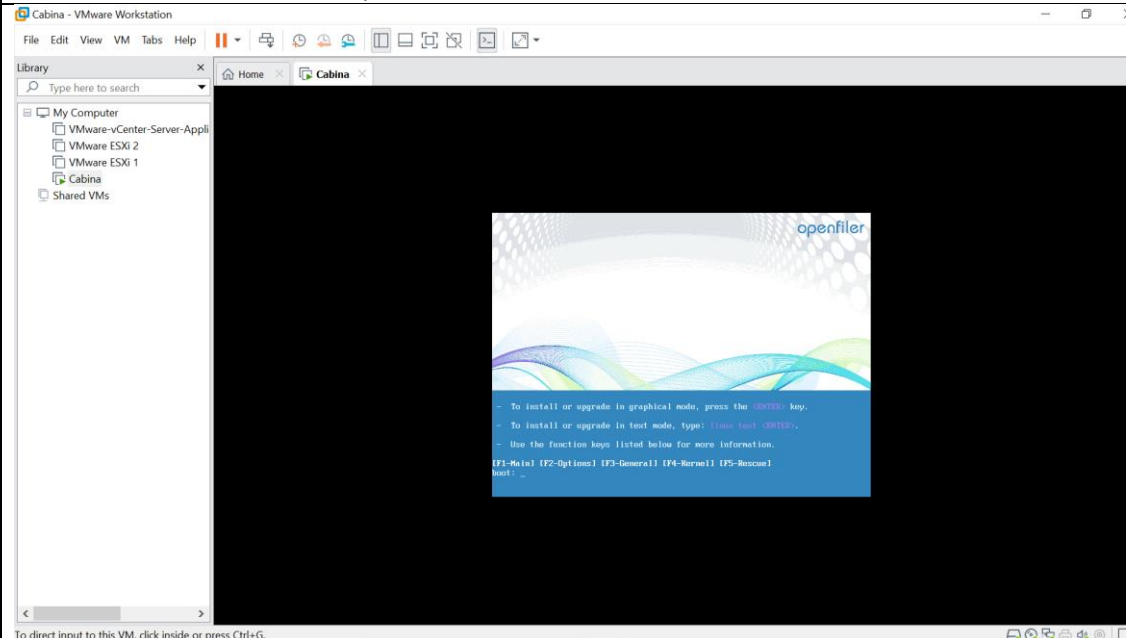 Cabina - VMware Workstation
File Edit View VM Tabs Help
Library
Type here to search
Home
Cabina
My Computer
VMware-vCenter-Server-Appli
VMware ESXi 2
VMware ESXi 1
Cabina
Shared VMs
openfiler
- To install or upgrade in graphical mode, press the <ENTER> key.
- To install or upgrade in text mode, type: linux text <ENTER>.
- Use the function keys listed below for more information.
[F1-Main] [F2-Options] [F3-General] [F4-Kernel] [F5-Rescue]
boot: _
To direct input to this VM, click inside or press Ctrl+G.